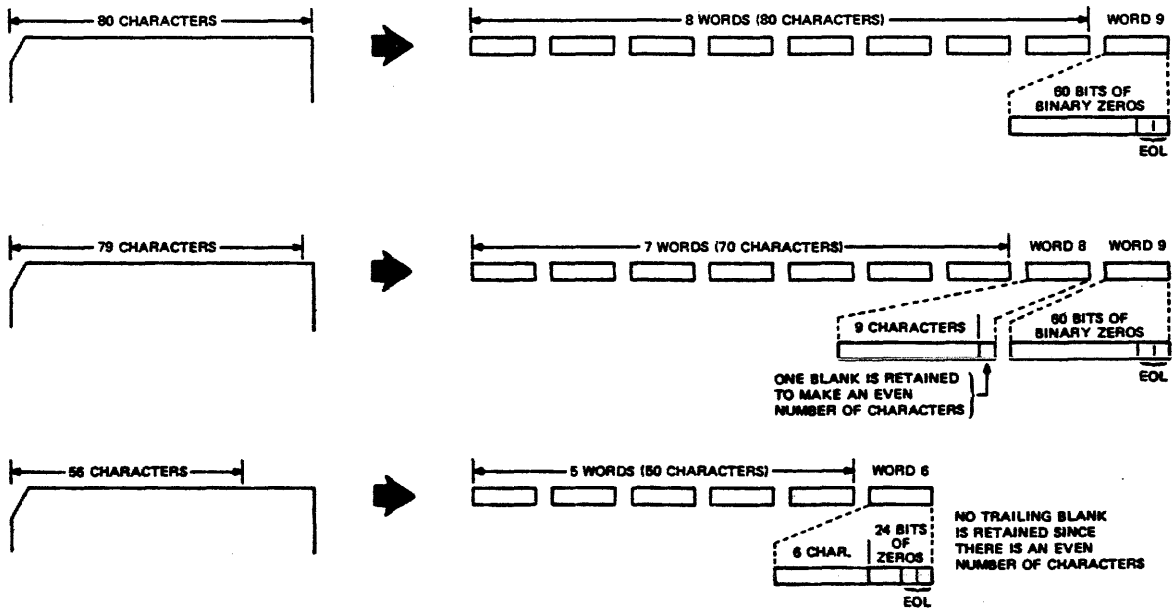 80 CHARACTERS
8 WORDS (80 CHARACTERS)
WORD 9
60 BITS OF
BINARY ZEROS
EOL
79 CHARACTERS
7 WORDS (70 CHARACTERS)
WORD 8
WORD 9
9 CHARACTERS
60 BITS OF
BINARY ZEROS
EOL
ONE BLANK IS RETAINED
TO MAKE AN EVEN
NUMBER OF CHARACTERS
56 CHARACTERS
5 WORDS (50 CHARACTERS)
WORD 6
6 CHAR.
24 BITS
OF
ZEROS
EOL
NO TRAILING BLANK
IS RETAINED SINCE
THERE IS AN EVEN
NUMBER OF CHARACTERS